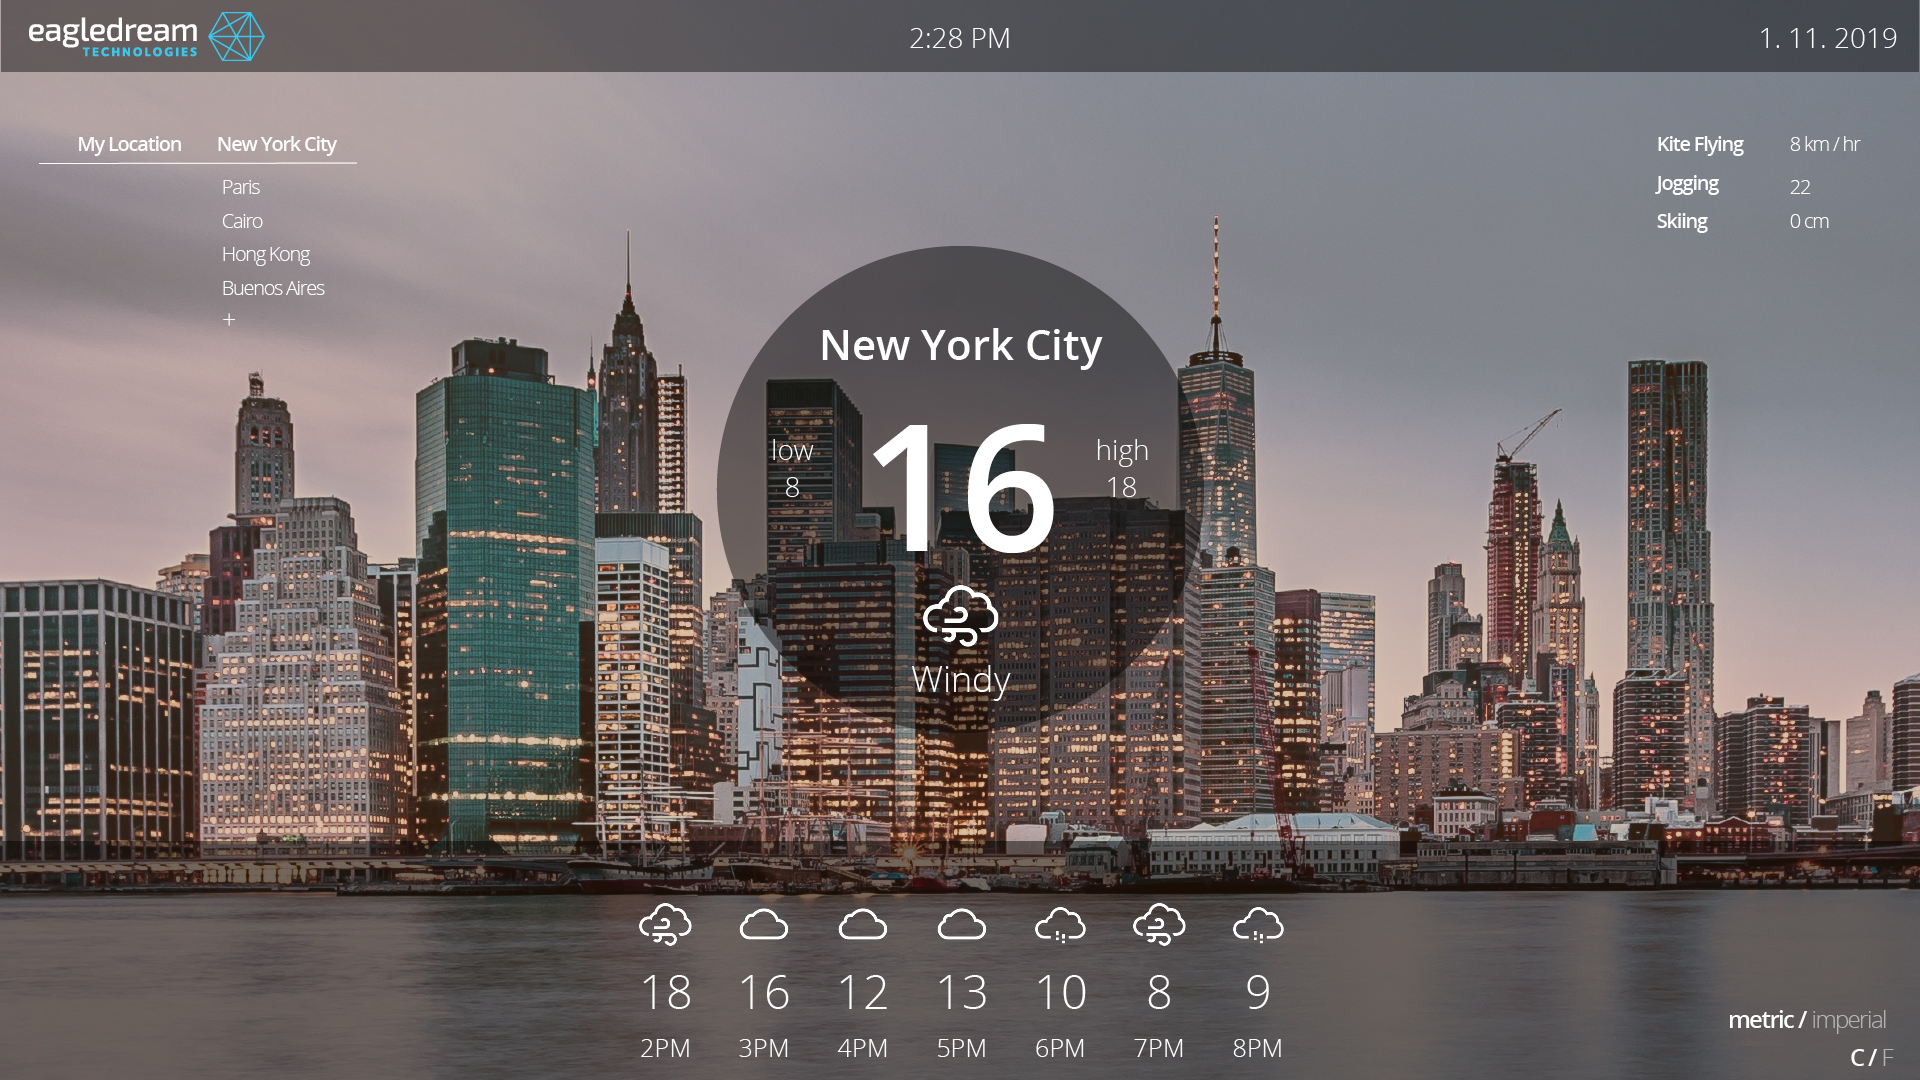 eagledream
TECHNOLOGIES
2:28 PM
1. 11. 2019
My Location New York City
Paris
Cairo
Hong Kong
Buenos Aires
+
Kite Flying 8 km / hr
Jogging 22
Skiing 0 cm
New York City
low
8
16
high
18
Windy
18 16 12 13 10 8 9
2PM 3PM 4PM 5PM 6PM 7PM 8PM
metric / imperial
C / F